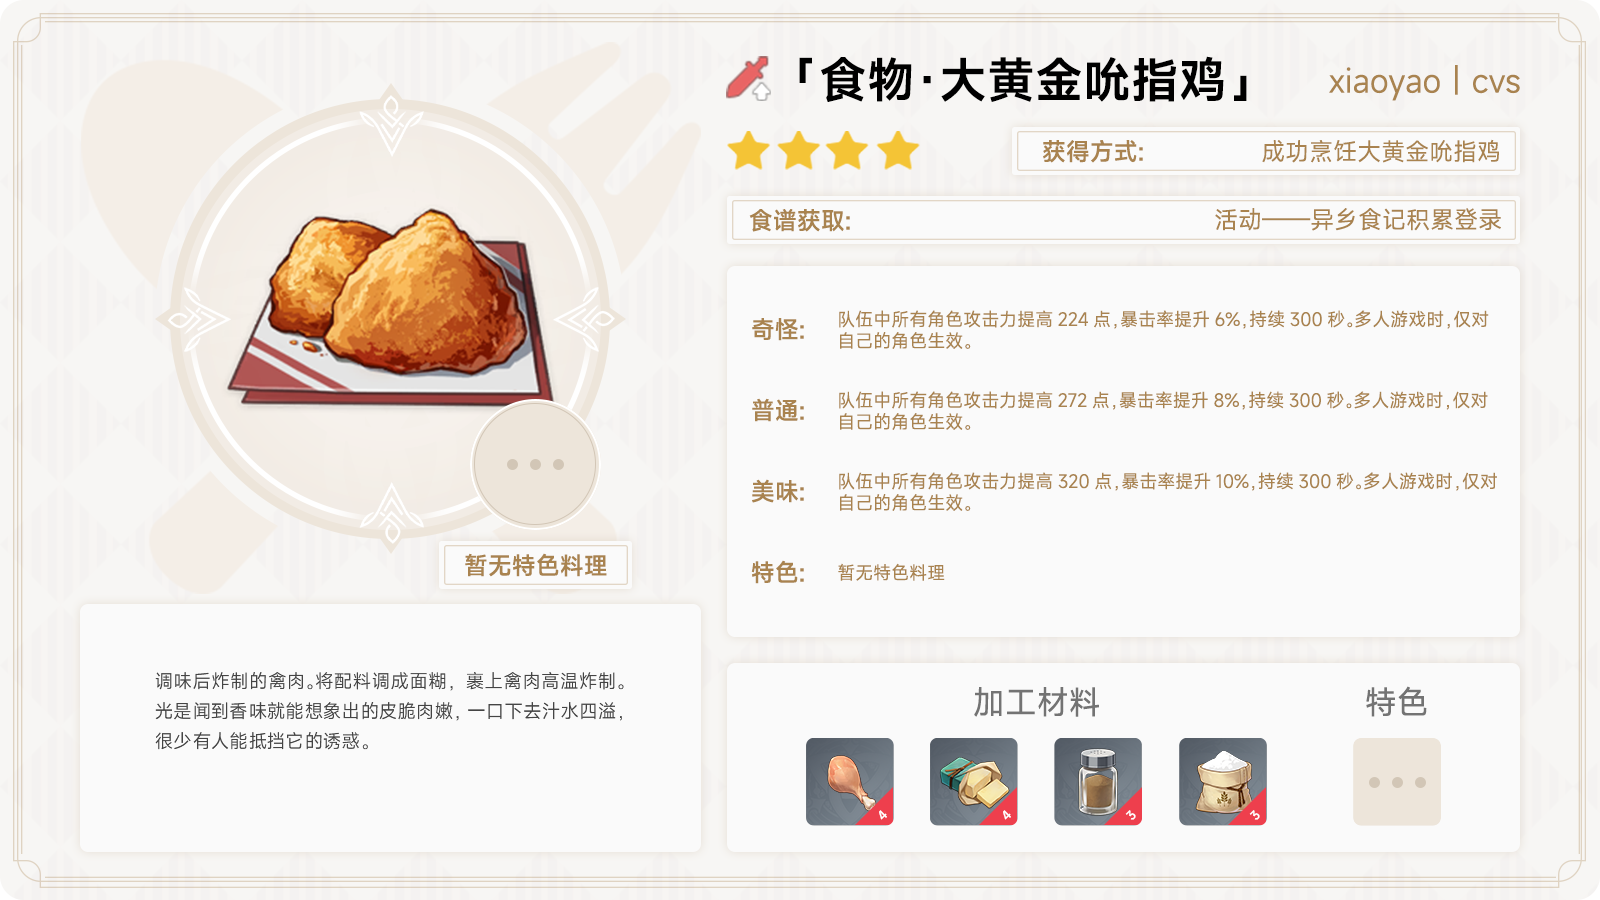 「食物·大黄金吮指鸡」
xiaoyao | cvs
获得方式:
成功烹饪大黄金吮指鸡
食谱获取:
活动——异乡食记积累登录
奇怪:
队伍中所有角色攻击力提高 224 点,暴击率提升 6%,持续 300 秒。多人游戏时,仅对
自己的角色生效。
普通:
队伍中所有角色攻击力提高 272 点,暴击率提升 8%,持续 300 秒。多人游戏时,仅对
自己的角色生效。
美味:
队伍中所有角色攻击力提高 320 点,暴击率提升 10%,持续 300 秒。多人游戏时,仅对
自己的角色生效。
特色:
暂无特色料理
暂无特色料理
调味后炸制的禽肉。将配料调成面糊，裹上禽肉高温炸制。
光是闻到香味就能想象出的皮脆肉嫩，一口下去汁水四溢，
很少有人能抵挡它的诱惑。
加工材料
特色
4
4
3
3